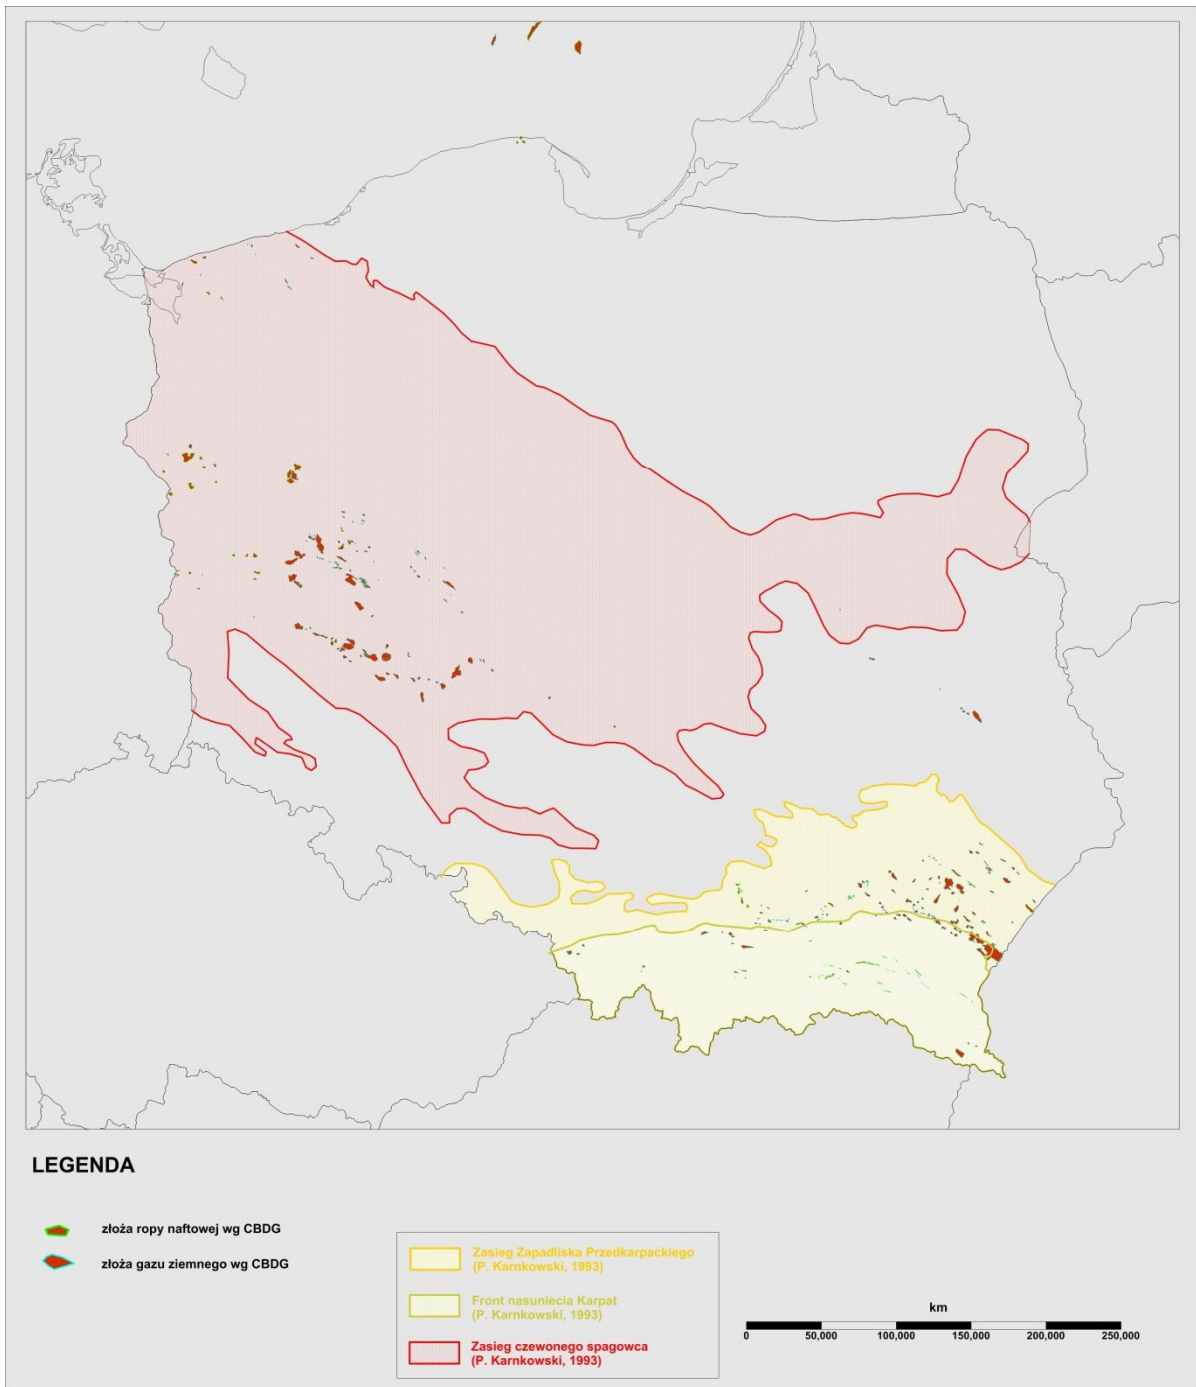 LEGENDA
złoża ropy naftowej wg CBDG
złoża gazu ziemnego wg CBDG
Zasieg Zapadliska Przedkarpackiego
(P. Karnkowski, 1993)
Front nasuniecia Karpat
(P. Karnkowski, 1993)
Zasieg czewonego spagowca
(P. Karnkowski, 1993)
km
0 50,000 100,000 150,000 200,000 250,000